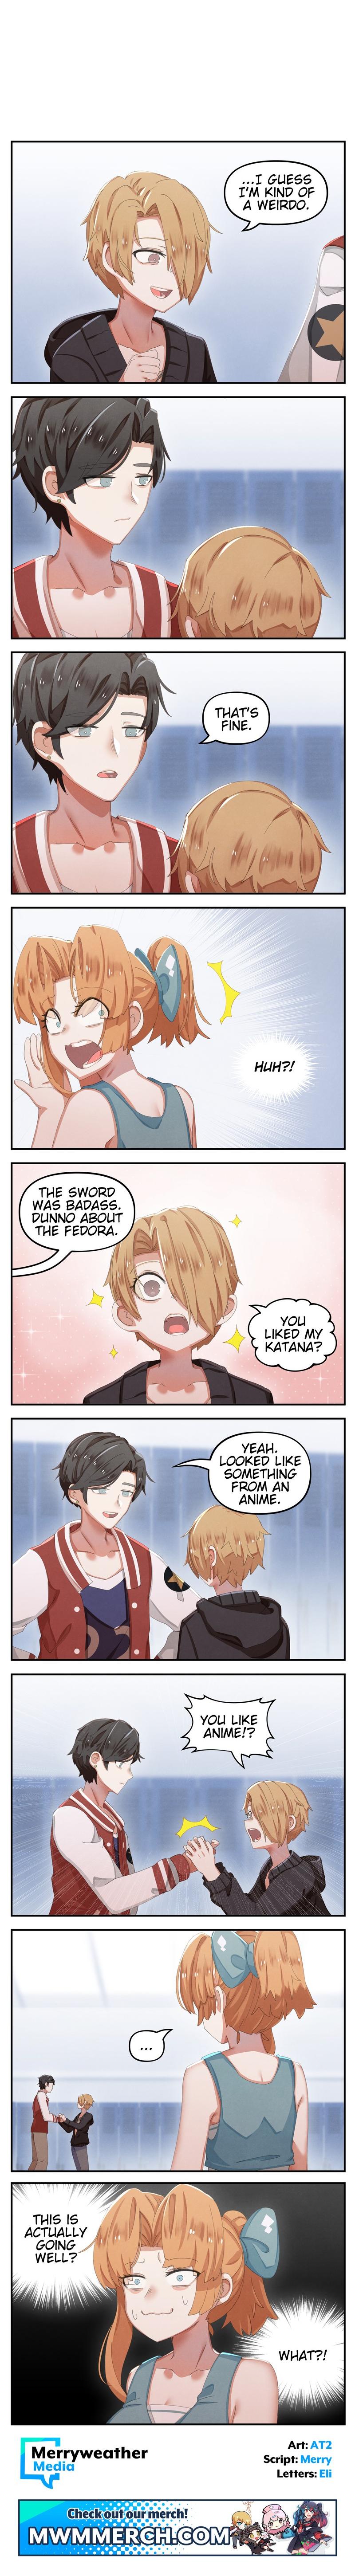 ...I GUESS
I'M KIND OF
A WEIRDO.
THAT'S
FINE.
HUH?!
THE SWORD
WAS BADASS.
DUNNO ABOUT
THE FEDORA.
YOU
LIKED MY
KATANA?
YEAH.
LOOKED LIKE
SOMETHING
FROM AN
ANIME.
YOU LIKE
ANIME!?
...
THIS IS
ACTUALLY
GOING
WELL?
WHAT?!
Merryweather
Media
Art: AT2
Script: Merry
Letters: Eli
Check out our merch!
MWMMERCH.COM